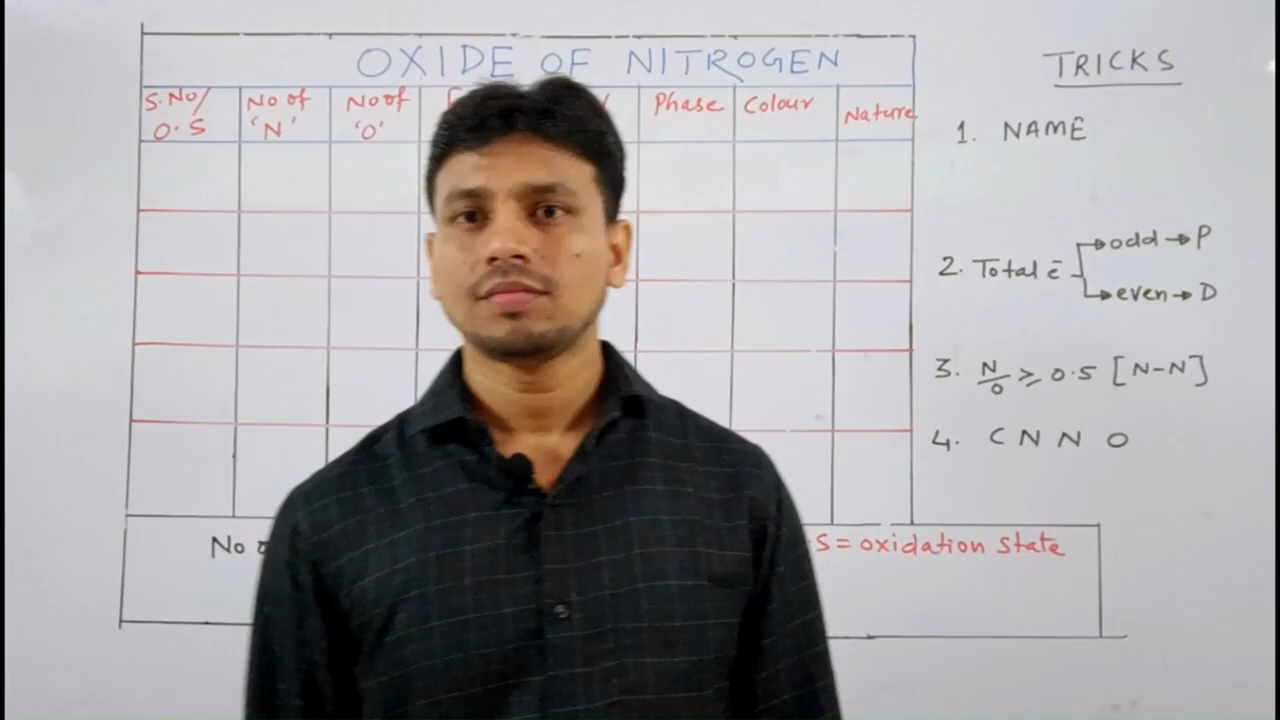 OXIDE OF NITROGEN
S.No/ O.S
No of 'N'
No of 'O'
Phase
Colour
Nature
No
S = oxidation state
TRICKS
1. NAME
2. Total ē
odd → P
even → D
3. N/O ≥ 0.5 [N-N]
4. C N N O